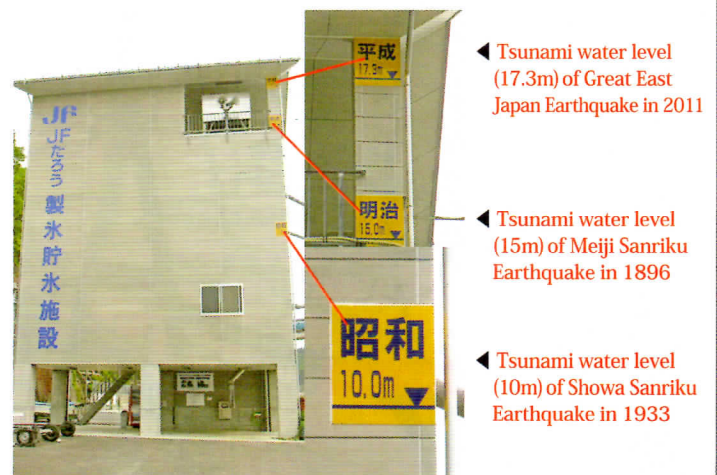 JF
JFたろう製氷貯氷施設
平成
17.3m
明治
15.0m
昭和
10.0m
◀ Tsunami water level
(17.3m) of Great East
Japan Earthquake in 2011
◀ Tsunami water level
(15m) of Meiji Sanriku
Earthquake in 1896
◀ Tsunami water level
(10m) of Showa Sanriku
Earthquake in 1933